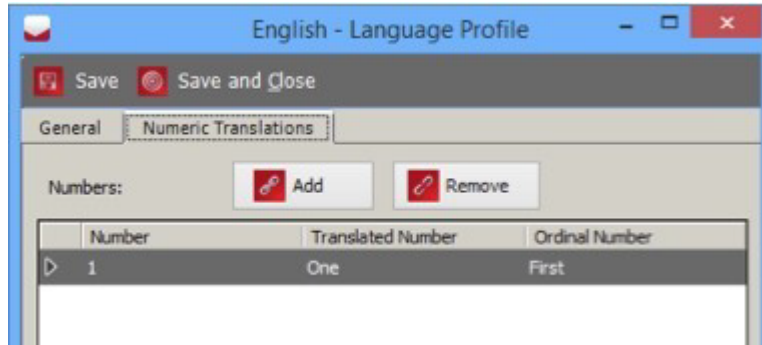 English - Language Profile
Save Save and Close
General Numeric Translations
Numbers: Add Remove
Number Translated Number Ordinal Number
1 One First